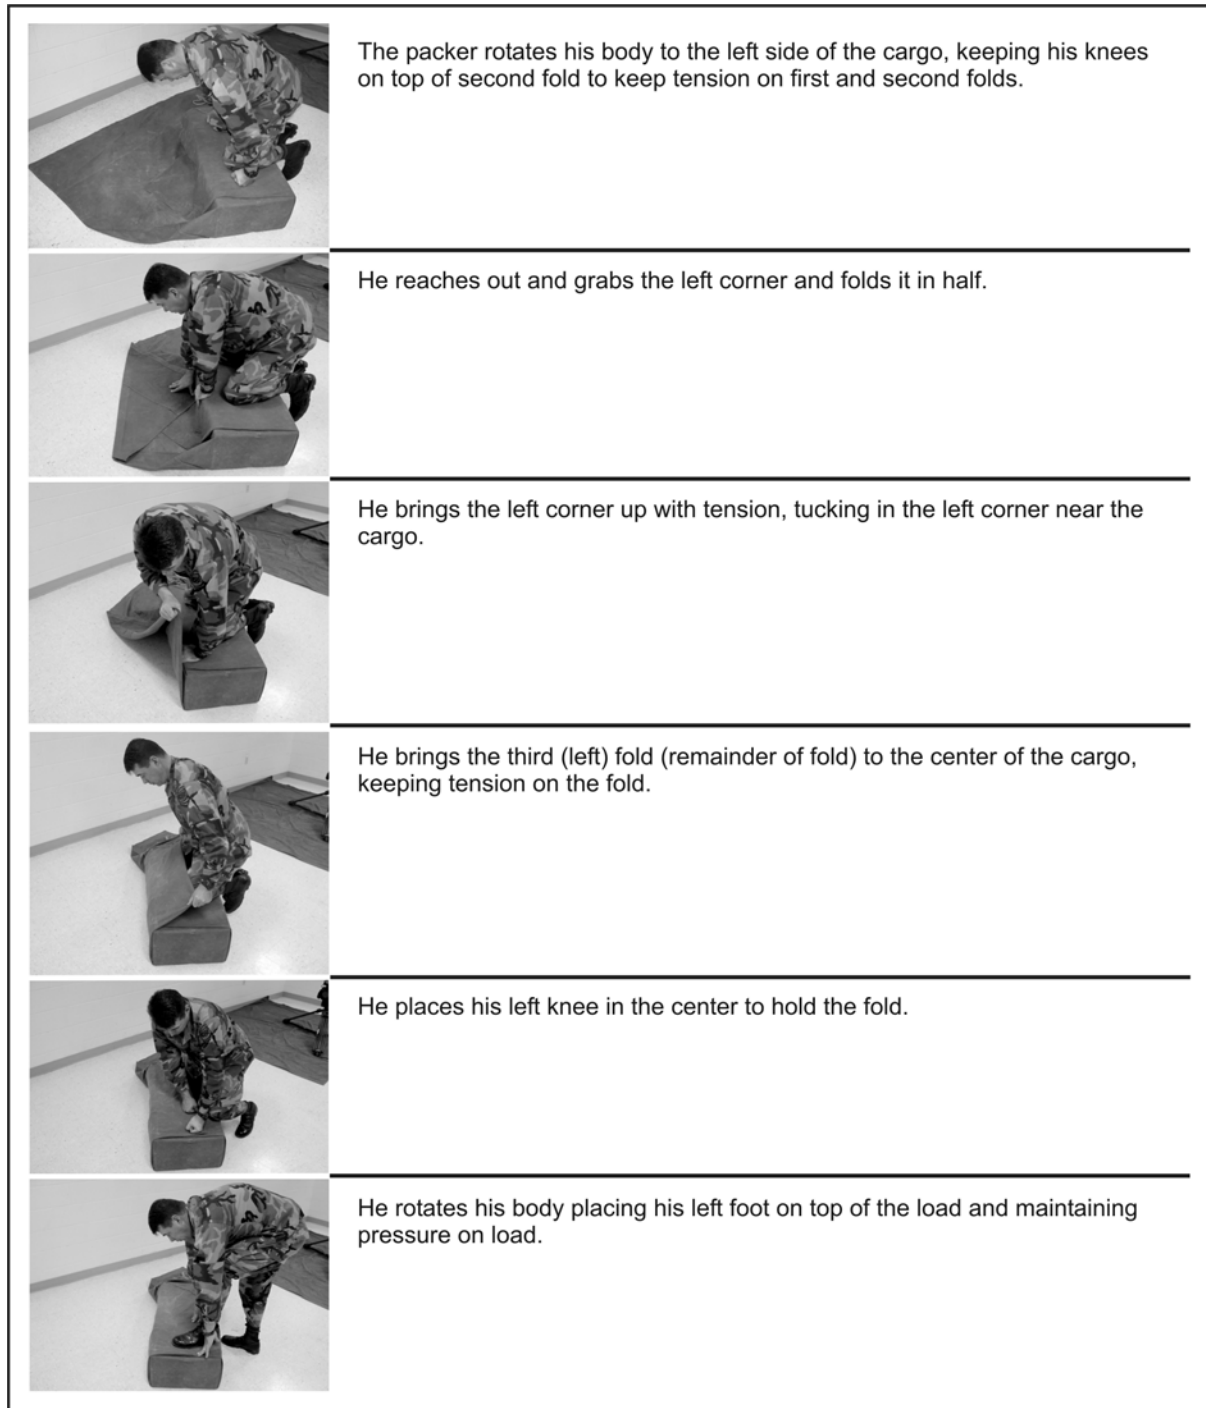 The packer rotates his body to the left side of the cargo, keeping his knees
on top of second fold to keep tension on first and second folds.
He reaches out and grabs the left corner and folds it in half.
He brings the left corner up with tension, tucking in the left corner near the
cargo.
He brings the third (left) fold (remainder of fold) to the center of the cargo,
keeping tension on the fold.
He places his left knee in the center to hold the fold.
He rotates his body placing his left foot on top of the load and maintaining
pressure on load.